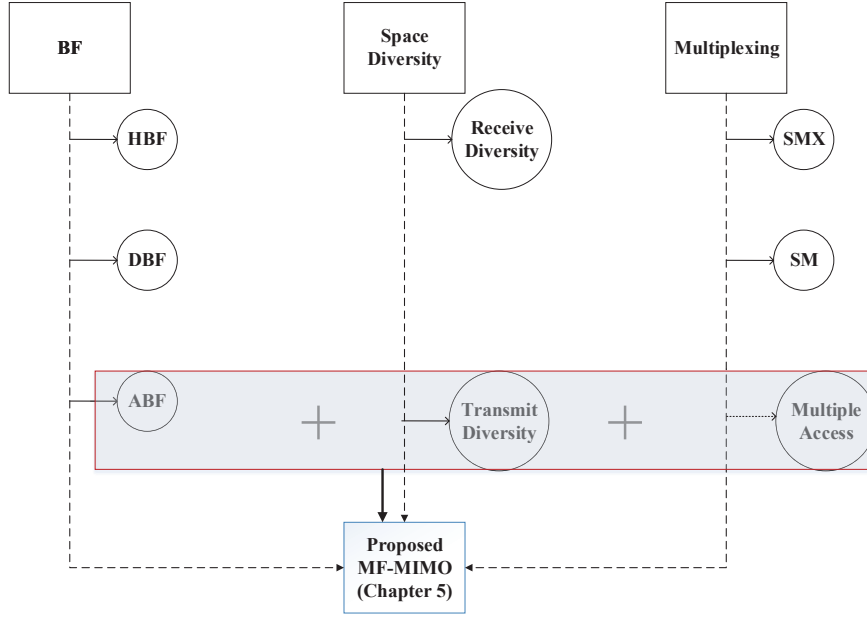 BF
Space
Diversity
Multiplexing
HBF
Receive
Diversity
SMX
DBF
SM
ABF
+
Transmit
Diversity
+
Multiple
Access
Proposed
MF-MIMO
(Chapter 5)